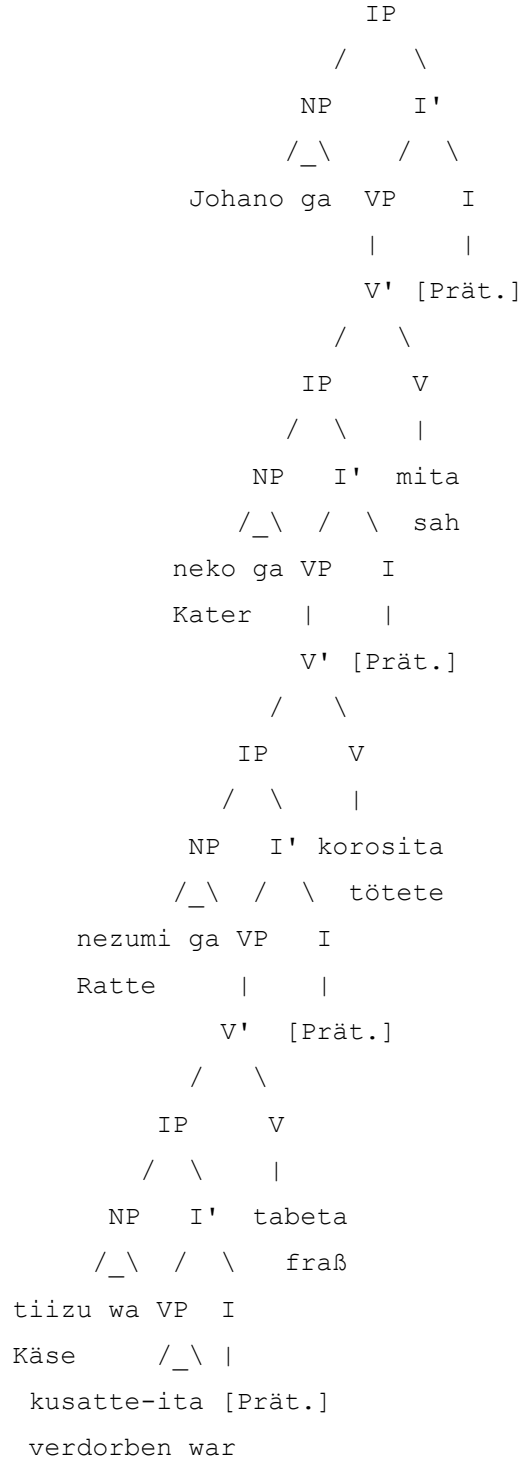 IP
/ \
NP I'
/_\ / \
Johano ga VP I
| |
V' [Prät.]
/ \
IP V
/ \ |
NP I' mita
/_\ / \ sah
neko ga VP I
Kater | |
V' [Prät.]
/ \
IP V
/ \ |
NP I' korosita
/_\ / \ tötete
nezumi ga VP I
Ratte | |
V' [Prät.]
/ \
IP V
/ \ |
NP I' tabeta
/_\ / \ fraß
tiizu wa VP I
Käse /_\ |
kusatte-ita [Prät.]
verdorben war